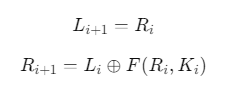 L_{i+1} = R_i
R_{i+1} = L_i ⊕ F(R_i, K_i)